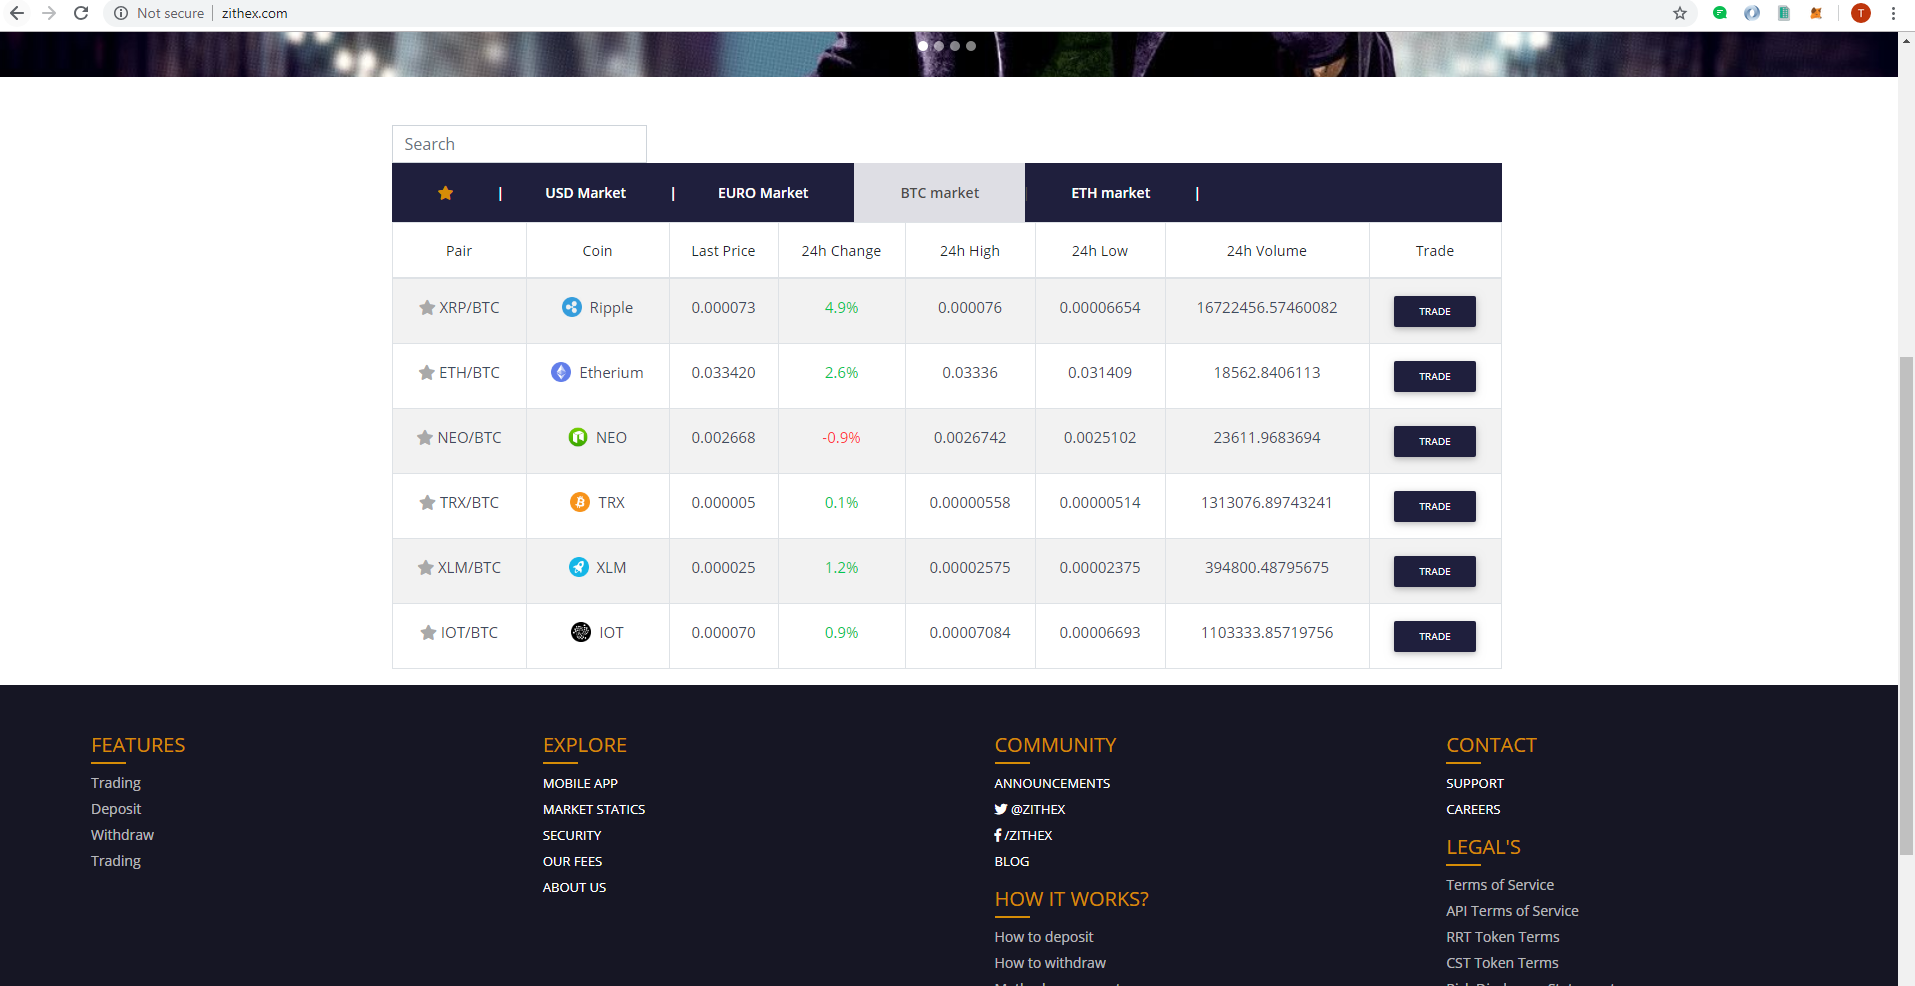 Not secure | zithex.com
T
Search
| USD Market | EURO Market BTC market | ETH market |
Pair Coin Last Price 24h Change 24h High 24h Low 24h Volume Trade
XRP/BTC Ripple 0.000073 4.9% 0.000076 0.00006654 16722456.57460082 TRADE
ETH/BTC Etherium 0.033420 2.6% 0.03336 0.031409 18562.8406113 TRADE
NEO/BTC NEO 0.002668 -0.9% 0.0026742 0.0025102 23611.9683694 TRADE
TRX/BTC TRX 0.000005 0.1% 0.00000558 0.00000514 1313076.89743241 TRADE
XLM/BTC XLM 0.000025 1.2% 0.00002575 0.00002375 394800.48795675 TRADE
IOT/BTC IOT 0.000070 0.9% 0.00007084 0.00006693 1103333.85719756 TRADE
FEATURES
Trading
Deposit
Withdraw
Trading
EXPLORE
MOBILE APP
MARKET STATICS
SECURITY
OUR FEES
ABOUT US
COMMUNITY
ANNOUNCEMENTS
@ZITHEX
/ZITHEX
BLOG
HOW IT WORKS?
How to deposit
How to withdraw
CONTACT
SUPPORT
CAREERS
LEGAL'S
Terms of Service
API Terms of Service
RRT Token Terms
CST Token Terms